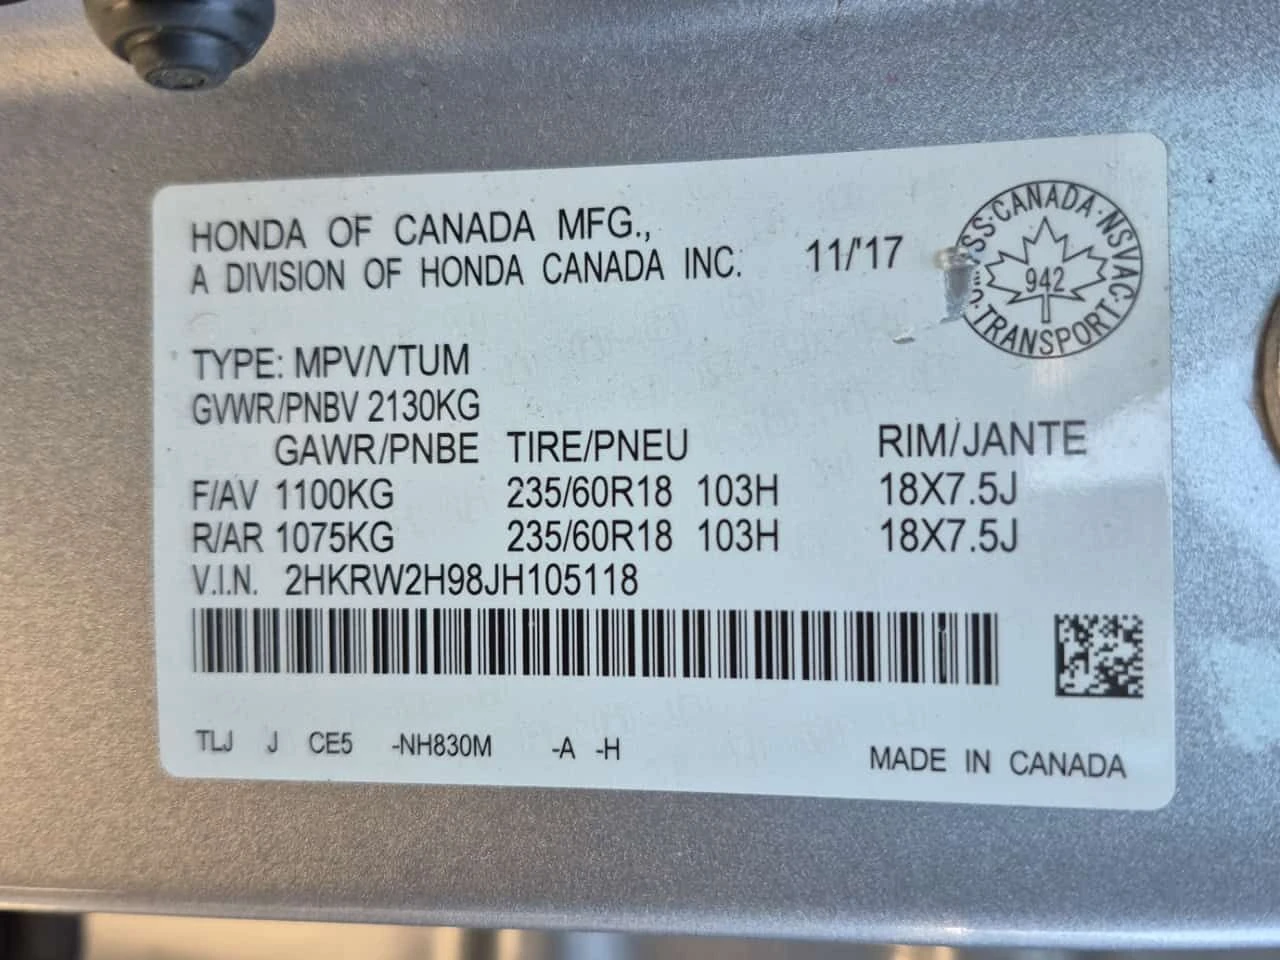 HONDA OF CANADA MFG.,
A DIVISION OF HONDA CANADA INC. 11/'17
CANADA·NSVAC
942
TRANSPORT
TYPE: MPV/VTUM
GVWR/PNBV 2130KG
GAWR/PNBE TIRE/PNEU RIM/JANTE
F/AV 1100KG 235/60R18 103H 18X7.5J
R/AR 1075KG 235/60R18 103H 18X7.5J
V.I.N. 2HKRW2H98JH105118
TLJ J CE5 -NH830M -A -H
MADE IN CANADA